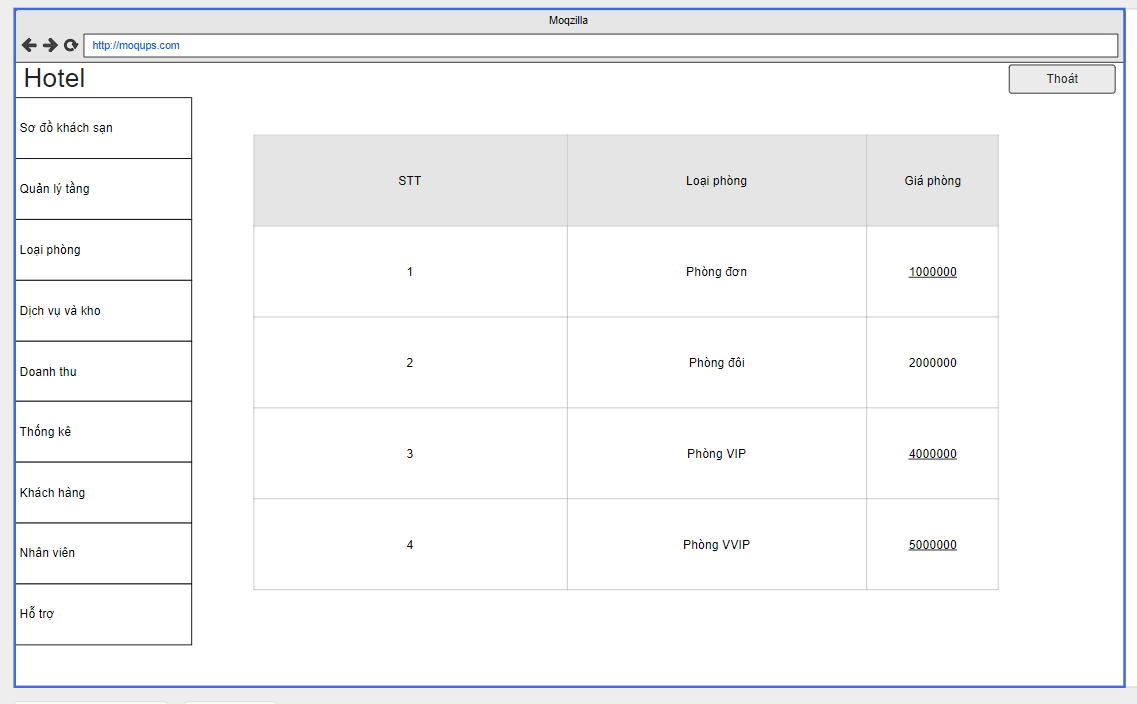 Moqzilla
http://moqups.com
Hotel
Thoát
Sơ đồ khách sạn
Quản lý tầng
Loại phòng
Dịch vụ và kho
Doanh thu
Thống kê
Khách hàng
Nhân viên
Hỗ trợ
STT Loại phòng Giá phòng
1 Phòng đơn 1000000
2 Phòng đôi 2000000
3 Phòng VIP 4000000
4 Phòng VVIP 5000000